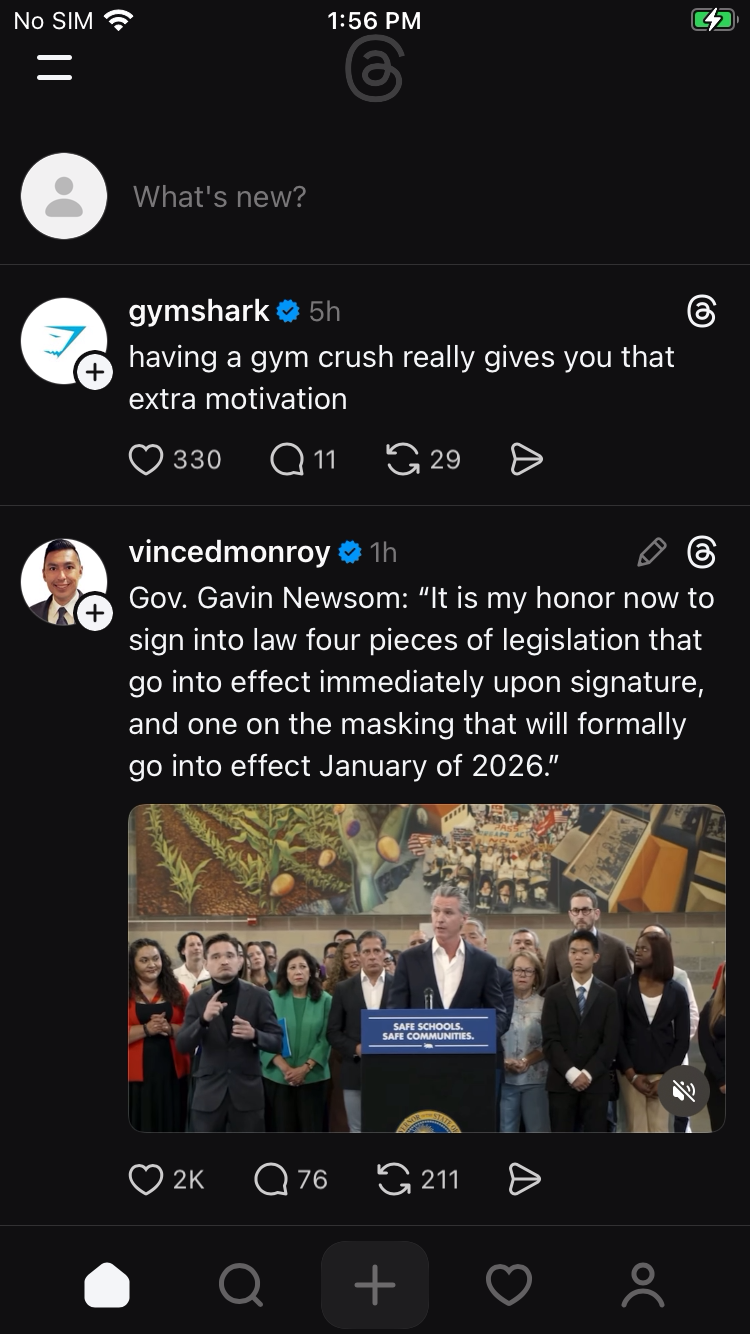 No SIM 1:56 PM
What's new?
gymshark 5h
having a gym crush really gives you that
extra motivation
330 11 29
vincedmonroy 1h
Gov. Gavin Newsom: “It is my honor now to
sign into law four pieces of legislation that
go into effect immediately upon signature,
and one on the masking that will formally
go into effect January of 2026.”
SAFE SCHOOLS.
SAFE COMMUNITIES.
2K 76 211